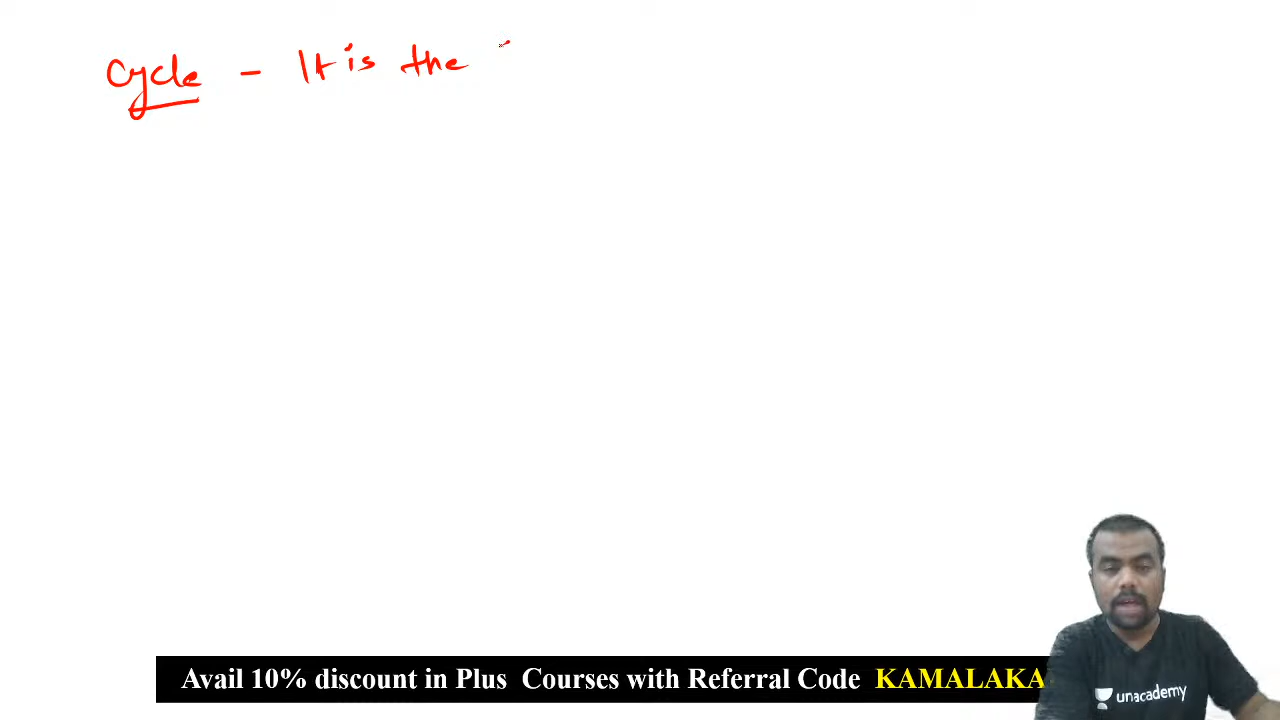 Cycle - It is the
Avail 10% discount in Plus Courses with Referral Code KAMALAKA
unacademy